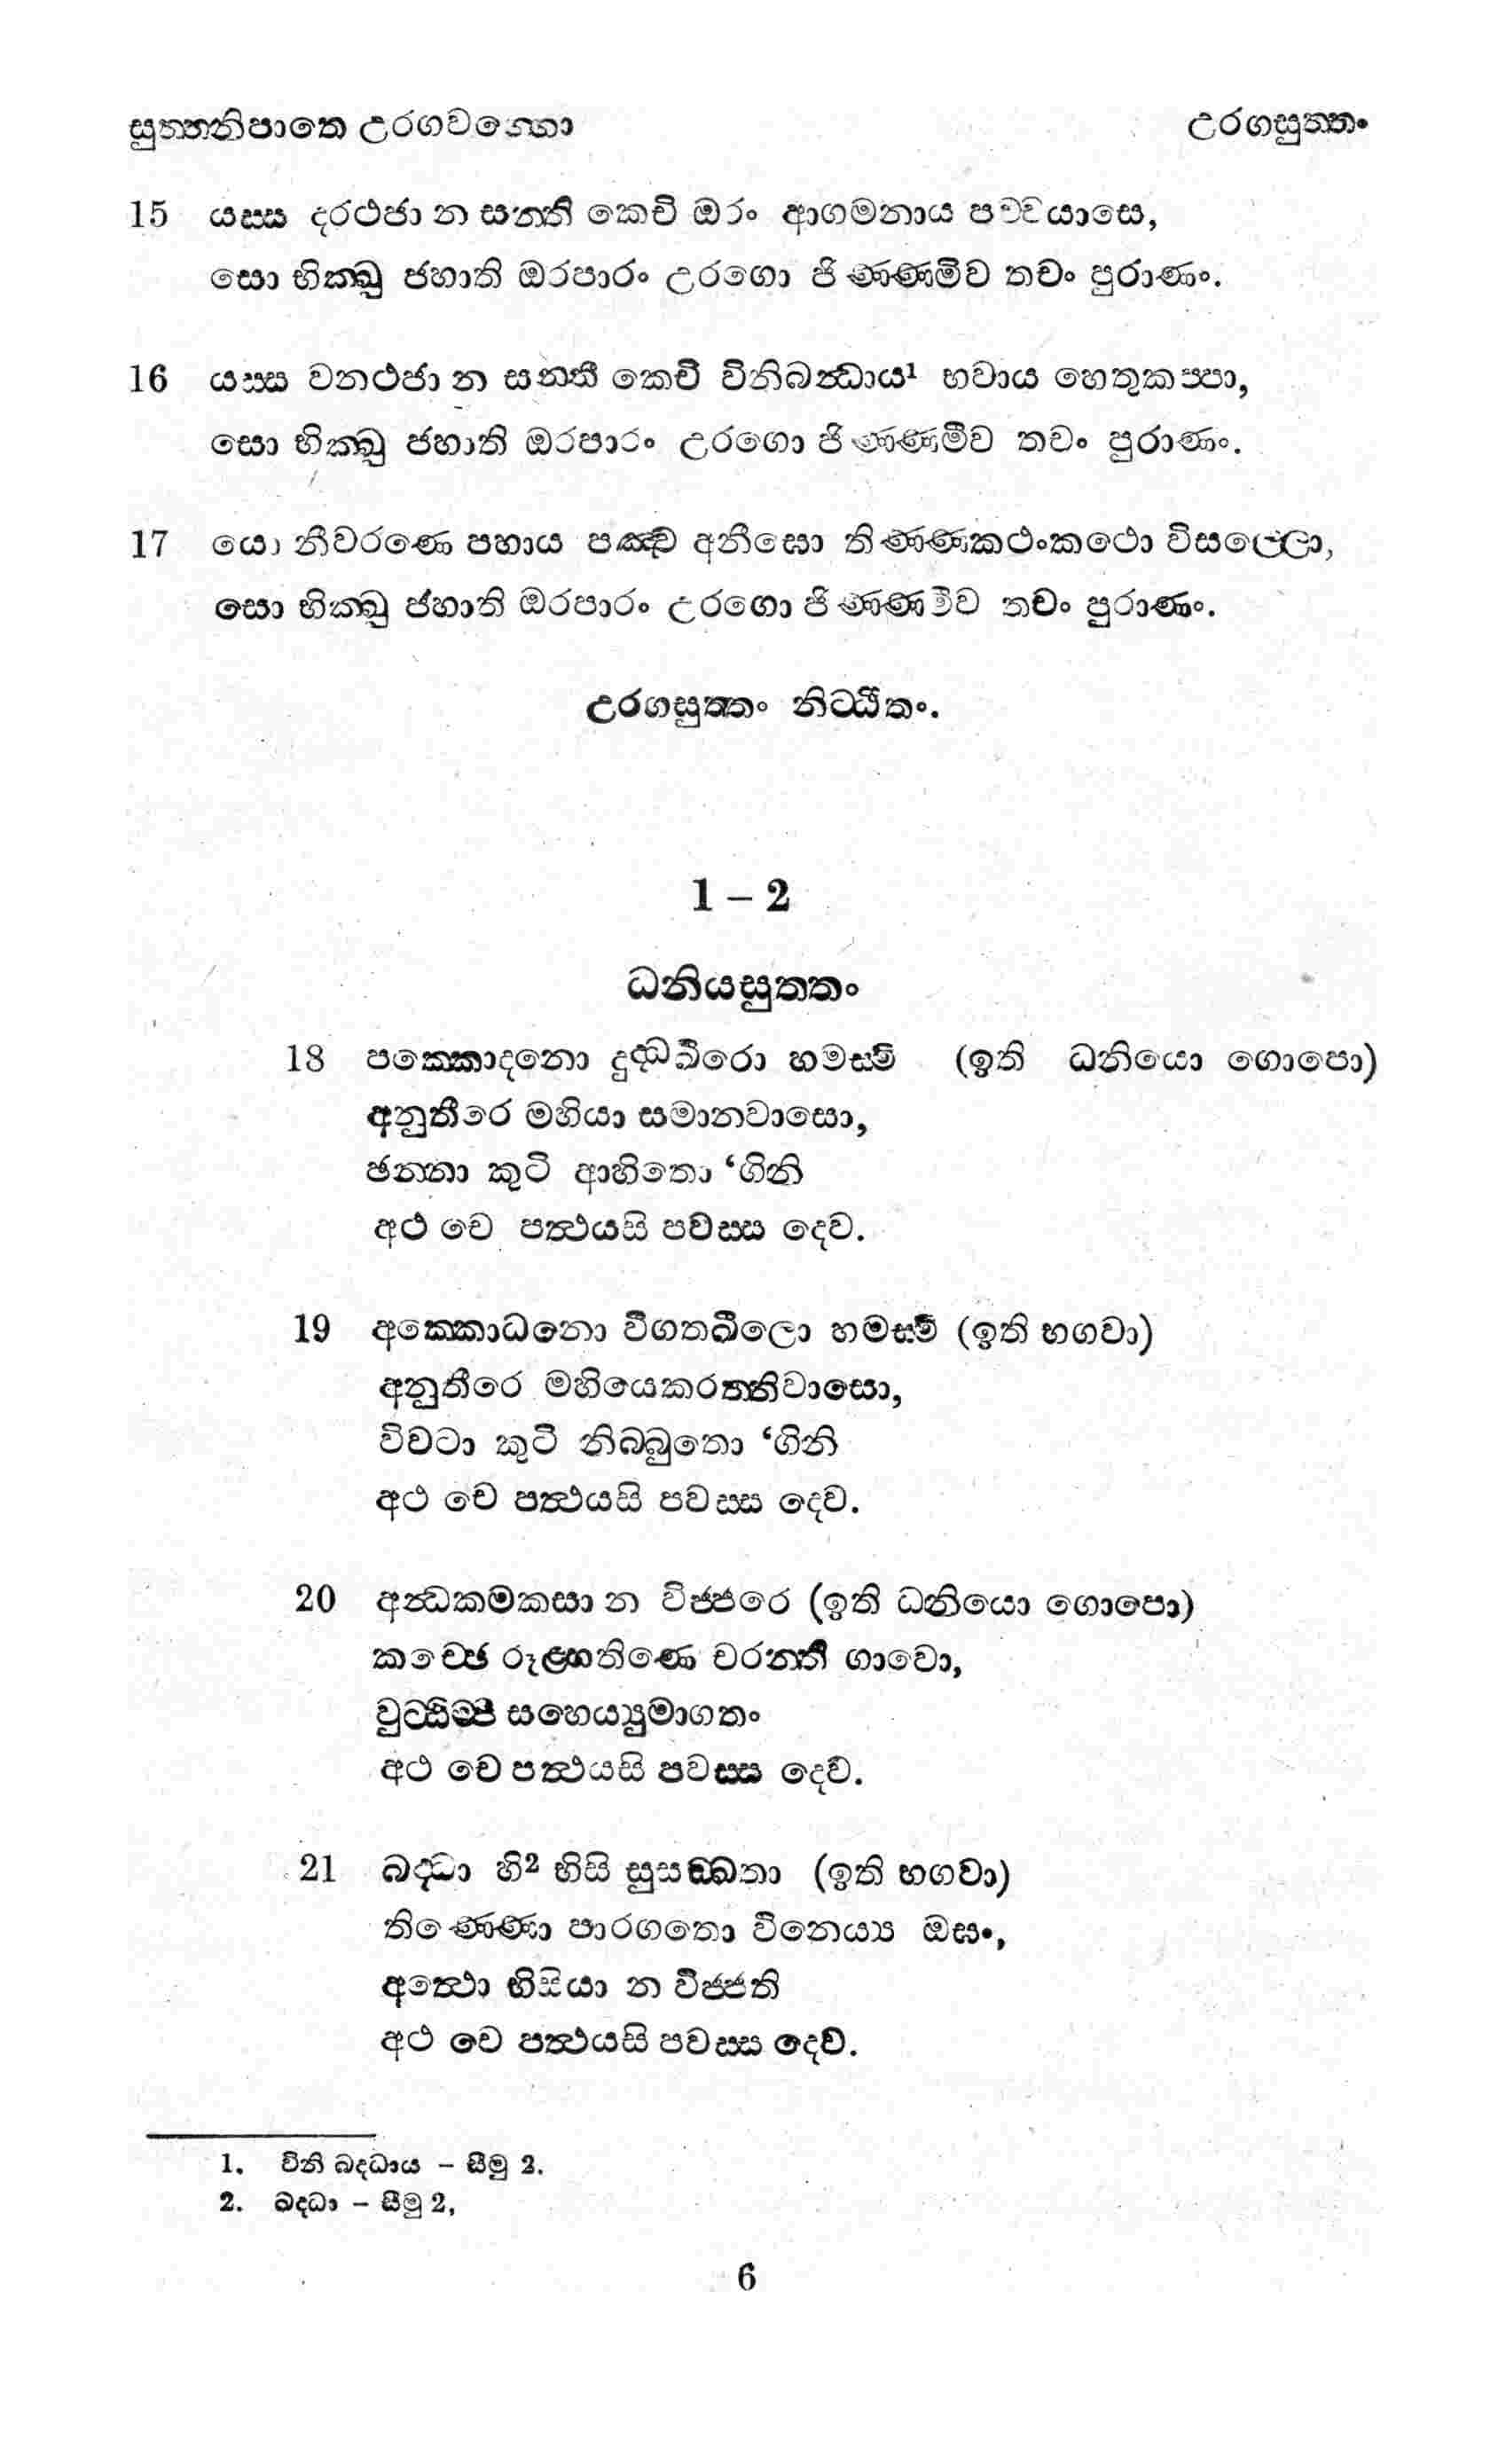 සුත්තනිපාතෙ උරගවග්ගො
උරගසුත්තං
15 යස්ස දරථජා න සන්ති කෙචි ඔරං ආගමනාය පච්චයාසෙ,
සො භික්ඛු ජහාති ඔරපාරං උරගො ජිණ්ණමිව තචං පුරාණං.
16 යස්ස වනථජා න සන්තී කෙචි විනිබන්ධාය¹ භවාය හෙතුකප්පා,
සො භික්ඛු ජහාති ඔරපාරං උරගො ජිණ්ණමිව තචං පුරාණං.
17 යො නීවරණෙ පහාය පඤ්ච අනීඝො තිණ්ණකථංකථො විසල්ලො,
සො භික්ඛු ජහාති ඔරපාරං උරගො ජිණ්ණමිව තචං පුරාණං.
උරගසුත්තං නිට්ඨිතං.
1 – 2
ධනියසුත්තං
18 පක්කොදනො දුද්ධඛීරො හමස්මි (ඉති ධනියො ගොපො)
අනුතීරෙ මහියා සමානවාසො,
ඡන්නා කුටි ආහිතො ‘ගිනි
අථ චෙ පත්ථයසි පවස්ස දෙව.
19 අක්කොධනො විගතඛීලො හමස්මි (ඉති භගවා)
අනුතීරෙ මහියෙකරත්තිවාසො,
විවටා කුටි නිබ්බුතො ‘ගිනි
අථ චෙ පත්ථයසි පවස්ස දෙව.
20 අන්ධකමකසා න විජ්ජරෙ (ඉති ධනියො ගොපො)
කච්ඡෙ රූළ්හතිණෙ චරන්ති ගාවො,
වුට්ඨිම්පි සහෙය්‍යුමාගතං
අථ චෙ පත්ථයසි පවස්ස දෙව.
21 බද්ධා හි² භිසි සුසඞ්ඛතා (ඉති භගවා)
තිණ්ණො පාරගතො විනෙය්‍ය ඔඝං,
අත්ථො භිසියා න විජ්ජති
අථ චෙ පත්ථයසි පවස්ස දෙව.
1. විනි බද්ධාය – සීමු 2.
2. බද්ධා – සීමු 2,
6